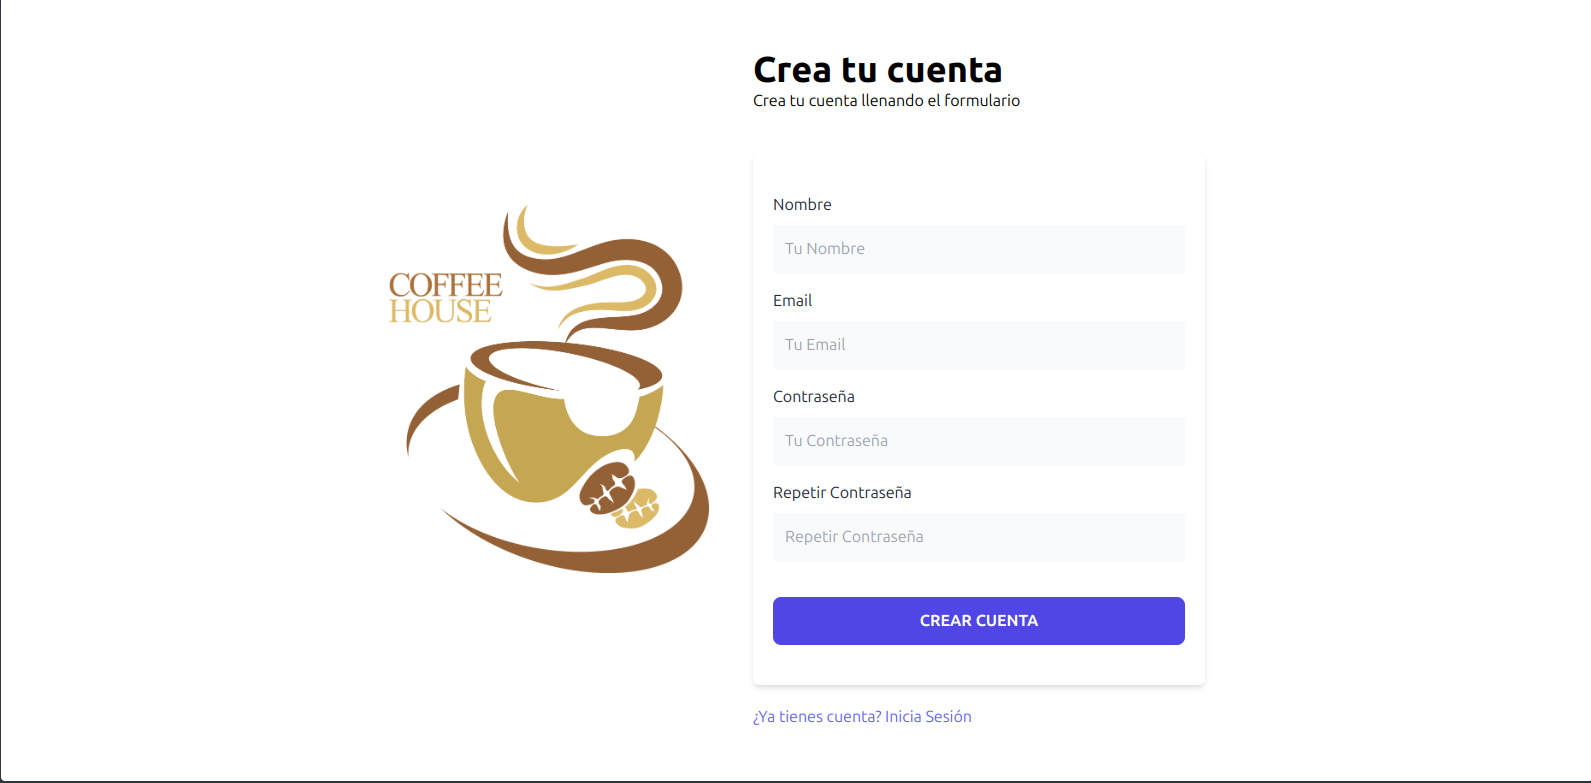 Crea tu cuenta
Crea tu cuenta llenando el formulario
COFFEE
HOUSE
Nombre
Tu Nombre
Email
Tu Email
Contraseña
Tu Contraseña
Repetir Contraseña
Repetir Contraseña
CREAR CUENTA
¿Ya tienes cuenta? Inicia Sesión